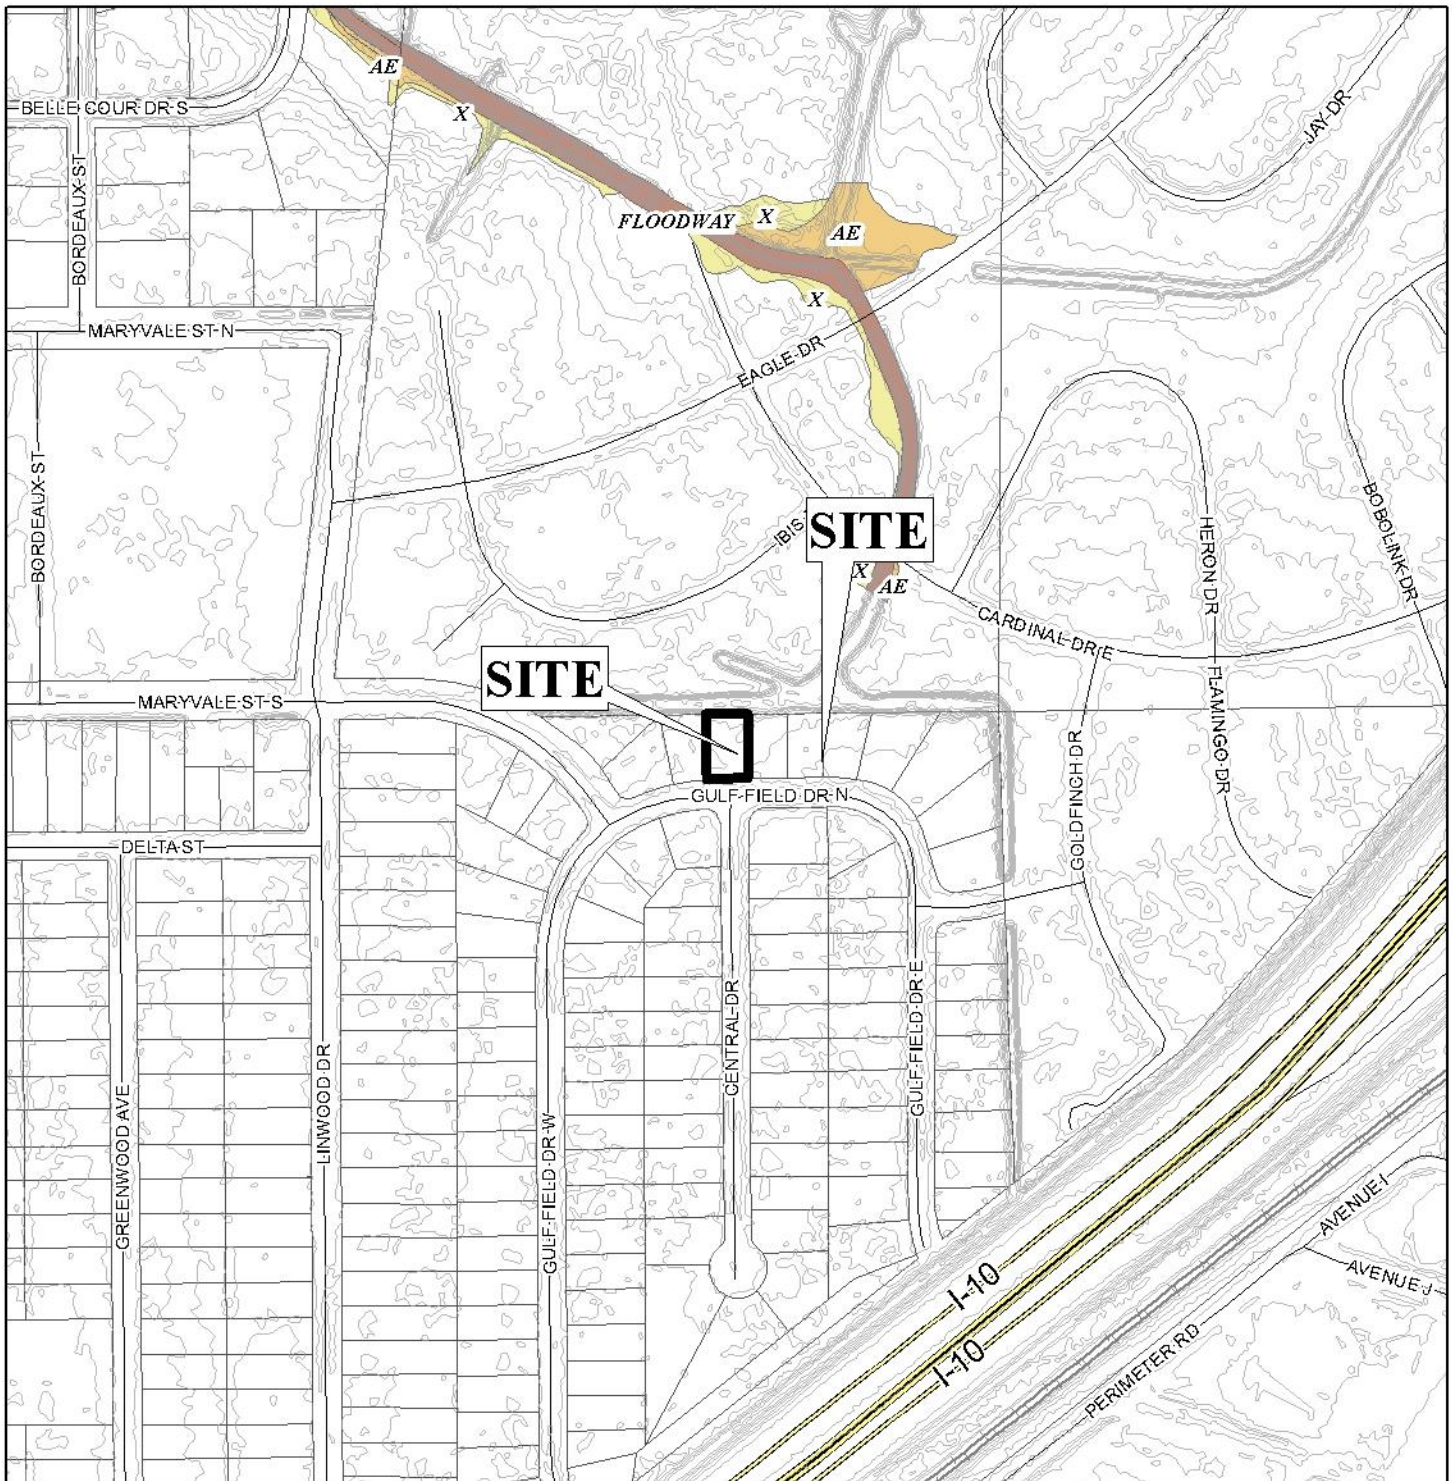 AE
BELLE COUR DR S
X
JAY DR
BORDEAUX ST
FLOODWAY
X
AE
X
MARYVALE ST N
EAGLE DR
BORDEAUX ST
IBIS
SITE
X
AE
HERON DR
BOBOLINK DR
CARDINAL DR E
SITE
MARYVALE ST S
FLAMINGO DR
GOLDFINCH DR
GULF FIELD DR N
DELTA ST
CENTRAL DR
GULF FIELD DR E
GREENWOOD AVE
LINWOOD DR
GULF FIELD DR W
I-10
I-10
AVENUE I
AVENUE J
PERIMETER RD